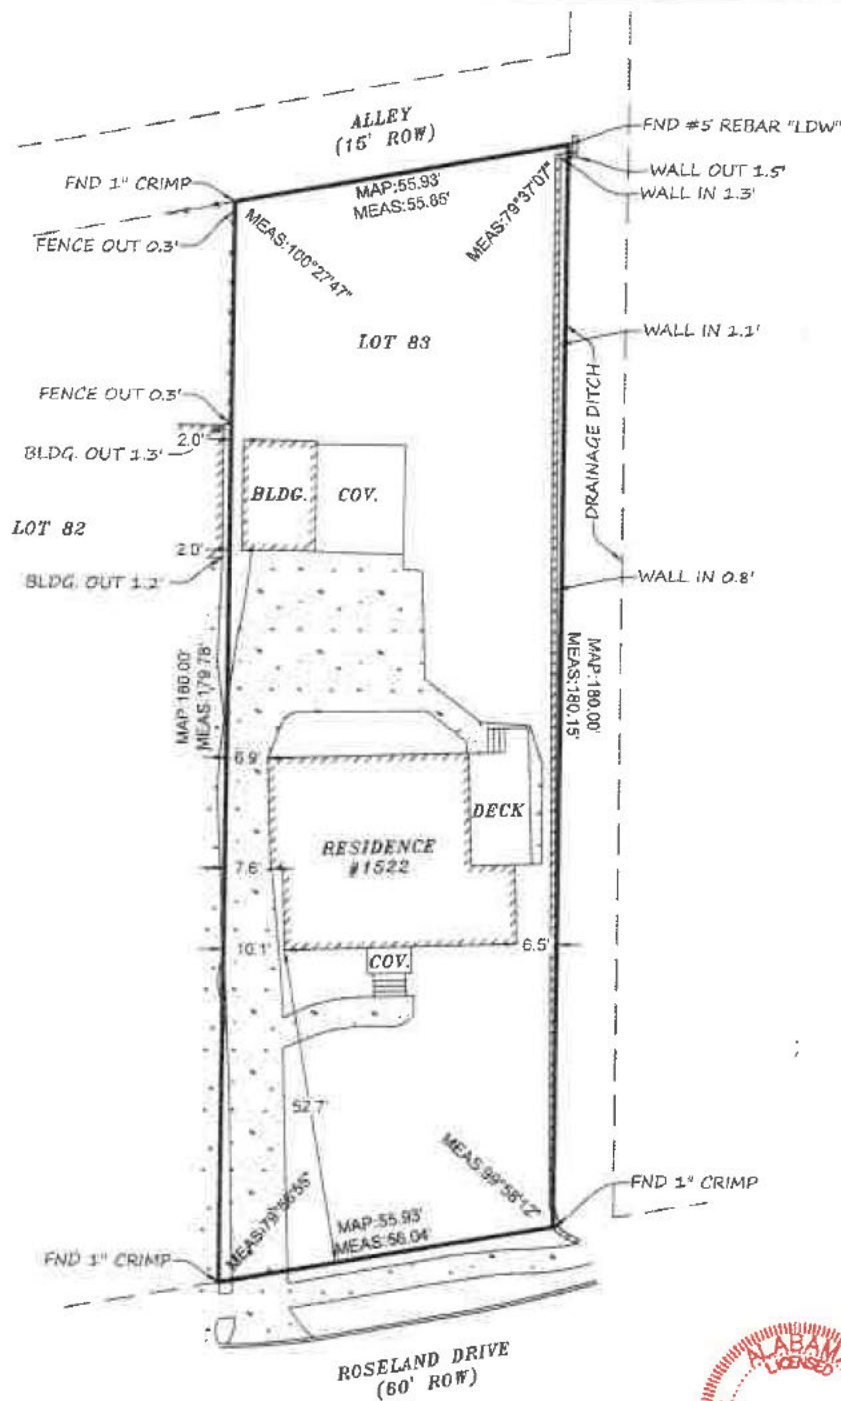 ALLEY
(15' ROW)
FND #5 REBAR "LDW"
WALL OUT 1.5'
WALL IN 1.3'
FND 1" CRIMP
MAP:55.93'
MEAS:55.85'
MEAS:79°37'07"
MEAS:100°27'47"
FENCE OUT 0.3'
LOT 83
WALL IN 1.1'
FENCE OUT 0.3'
DRAINAGE DITCH
2.0'
BLDG. OUT 1.3'
BLDG.
COV.
LOT 82
2.0'
BLDG. OUT 1.2'
WALL IN 0.8'
MAP:180.00'
MEAS:179.78'
MAP:180.00'
MEAS:180.15'
6.9'
DECK
RESIDENCE
#1522
7.6'
10.1'
6.5'
COV.
52.7'
MEAS:99°58'12"
FND 1" CRIMP
MAP:55.93'
MEAS:56.04'
FND 1" CRIMP
ROSELAND DRIVE
(60' ROW)
LICENSED